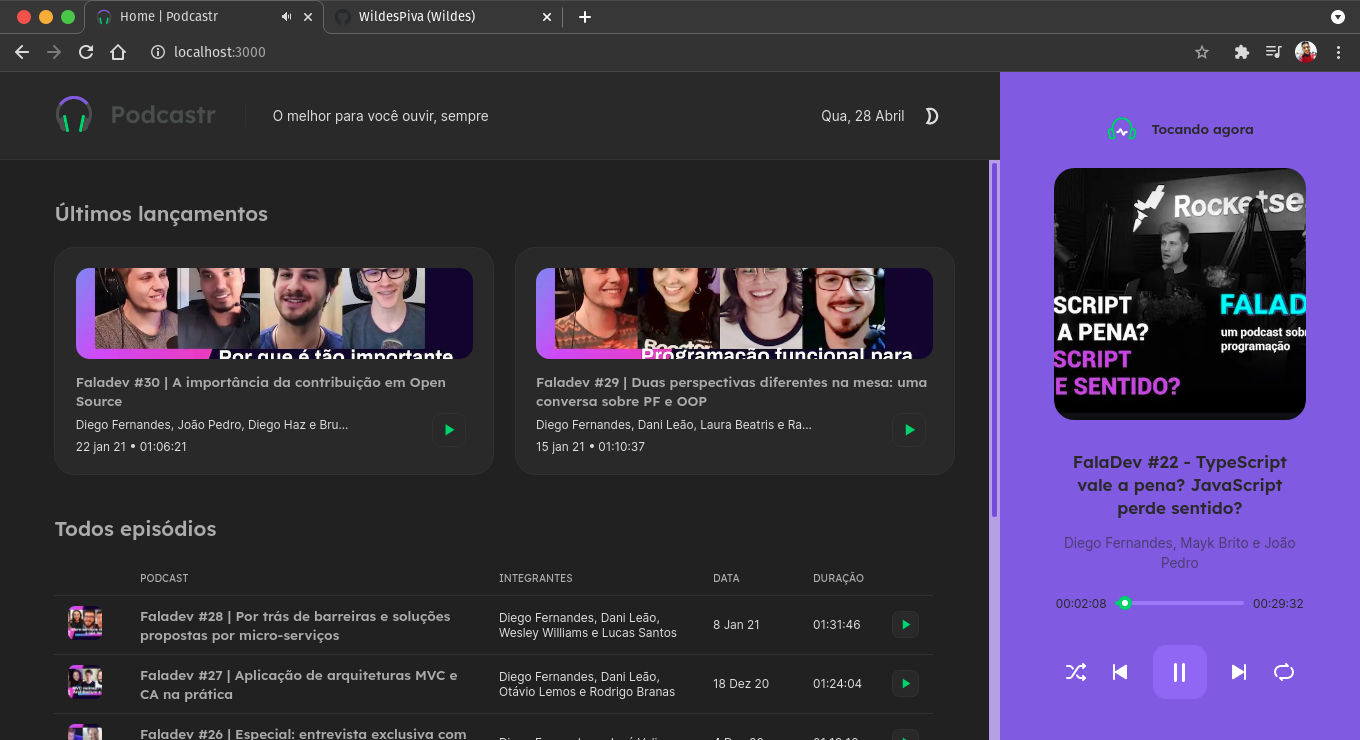 Home | Podcastr
WildesPiva (Wildes)
localhost:3000
Podcastr
O melhor para você ouvir, sempre
Qua, 28 Abril
Últimos lançamentos
Por que é tão importante
Faladev #30 | A importância da contribuição em Open
Source
Diego Fernandes, João Pedro, Diego Haz e Bru...
22 jan 21 • 01:06:21
Programação funcional para
Faladev #29 | Duas perspectivas diferentes na mesa: uma
conversa sobre PF e OOP
Diego Fernandes, Dani Leão, Laura Beatris e Ra...
15 jan 21 • 01:10:37
Todos episódios
PODCAST
INTEGRANTES
DATA
DURAÇÃO
Faladev #28 | Por trás de barreiras e soluções
propostas por micro-serviços
Diego Fernandes, Dani Leão,
Wesley Williams e Lucas Santos
8 Jan 21
01:31:46
Faladev #27 | Aplicação de arquiteturas MVC e
CA na prática
Diego Fernandes, Dani Leão,
Otávio Lemos e Rodrigo Branas
18 Dez 20
01:24:04
Faladev #26 | Especial: entrevista exclusiva com
Tocando agora
Rocketse
SCRIPT
A PENA?
SCRIPT
E SENTIDO?
FALAD
um podcast sob
programação
FalaDev #22 - TypeScript
vale a pena? JavaScript
perde sentido?
Diego Fernandes, Mayk Brito e João
Pedro
00:02:08
00:29:32